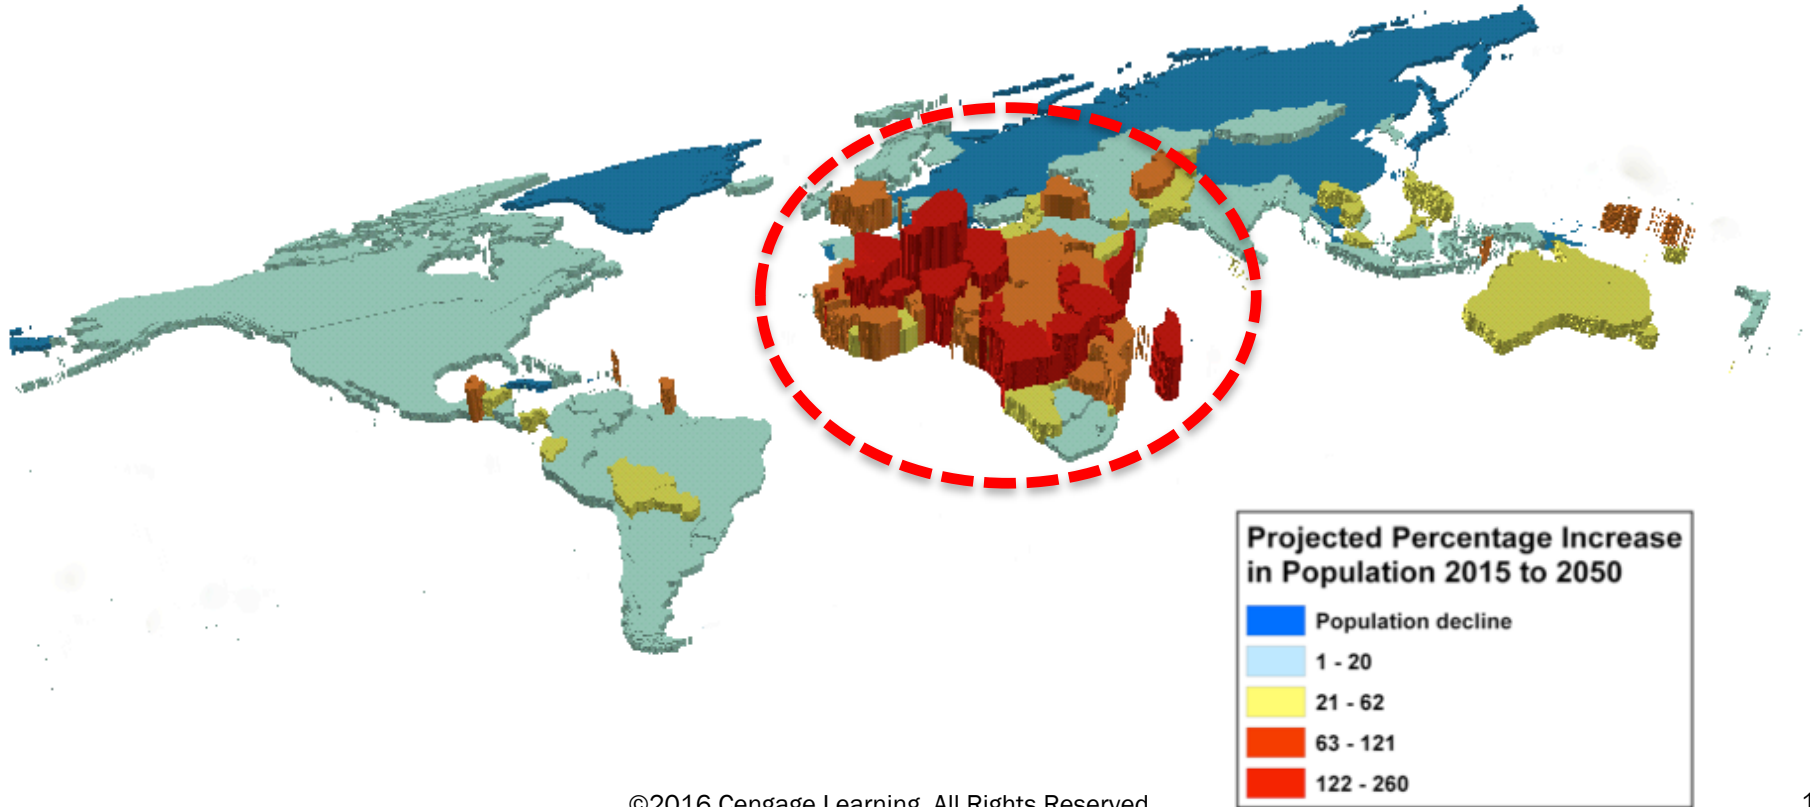 Projected Percentage Increase
in Population 2015 to 2050
Population decline
1 - 20
21 - 62
63 - 121
122 - 260
©2016 Cengage Learning. All Rights Reserved.
1